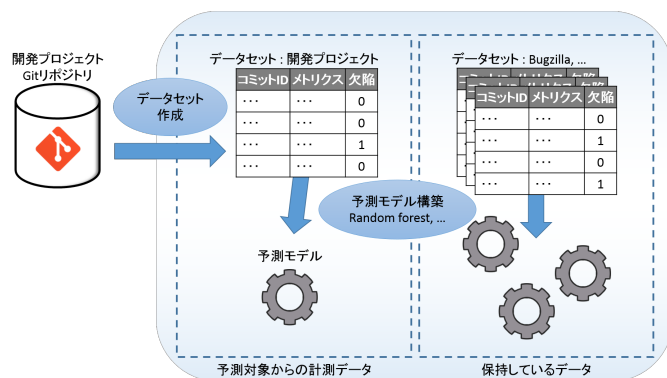 開発プロジェクト
Gitリポジトリ
データセット
作成
データセット : 開発プロジェクト
コミットID メトリクス 欠陥
… … 0
… … 0
… … 1
… … 0
データセット : Bugzilla, …
コミットID メトリクス 欠陥
… … 0
… … 1
… … 0
… … 1
予測モデル構築
Random forest, …
予測モデル
予測対象からの計測データ
保持しているデータ